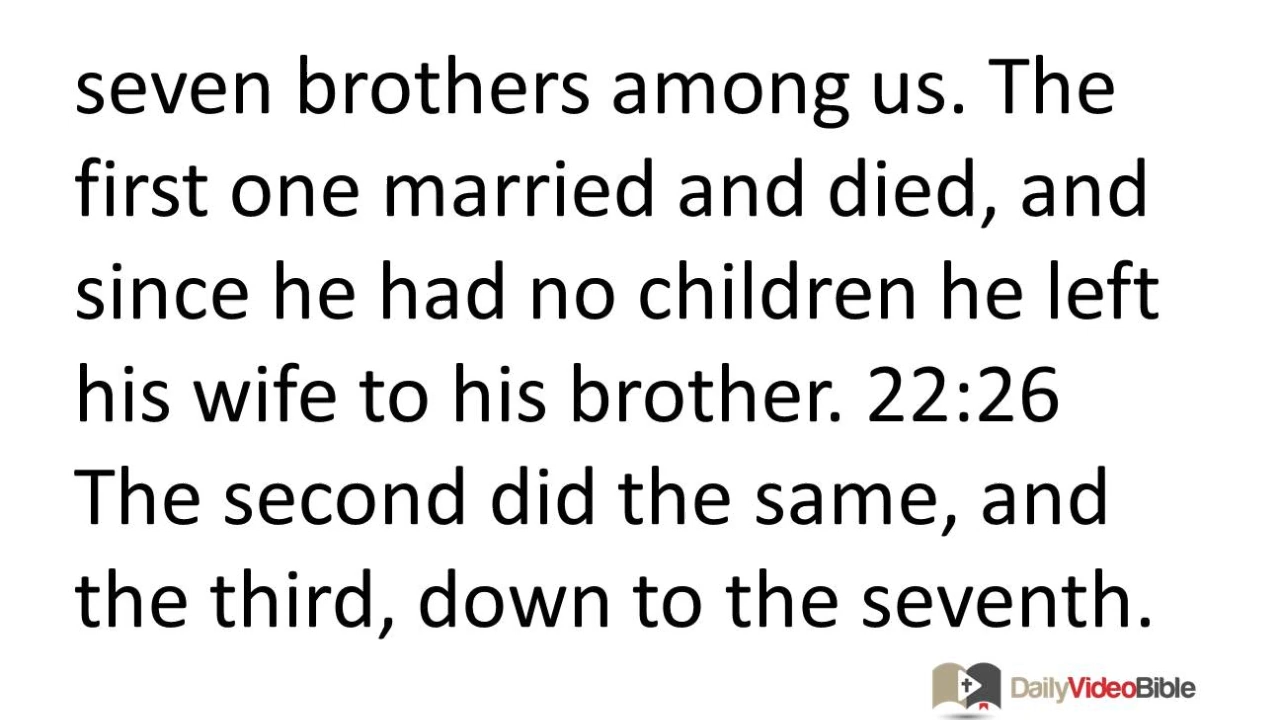 seven brothers among us. The
first one married and died, and
since he had no children he left
his wife to his brother. 22:26
The second did the same, and
the third, down to the seventh.
DailyVideoBible